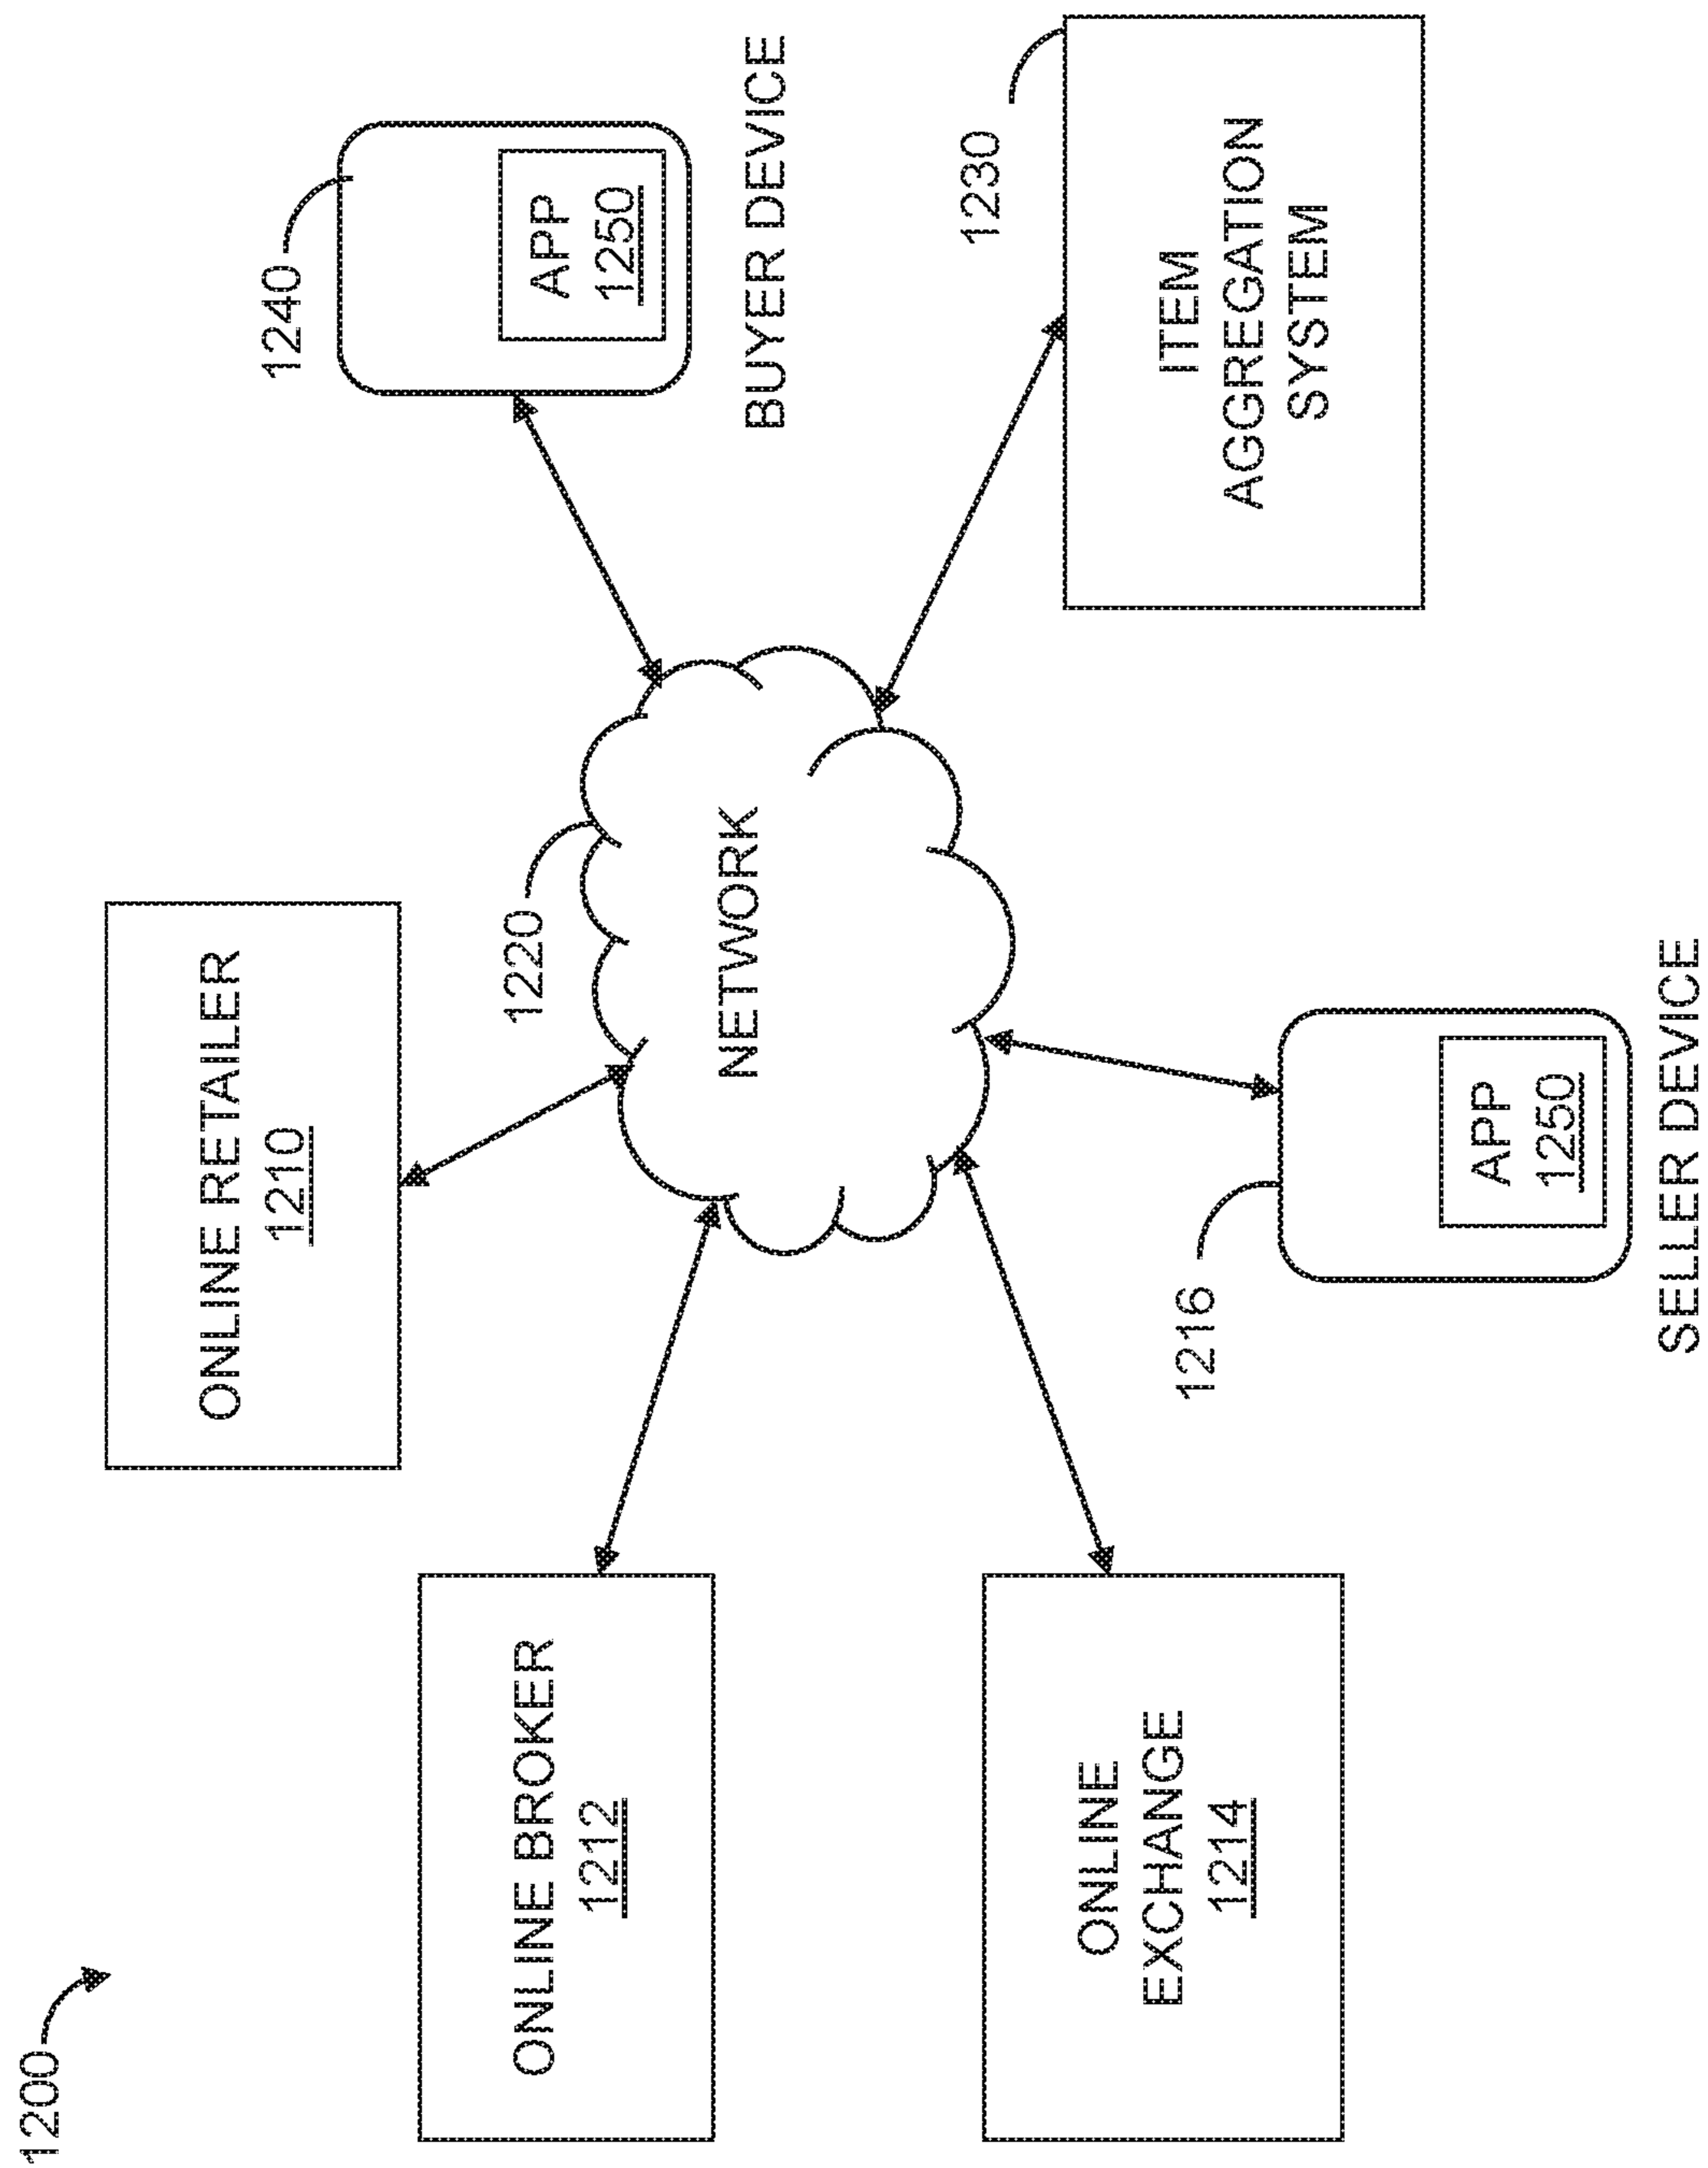 1200
ONLINE RETAILER
1210
ONLINE BROKER
1212
1220
NETWORK
1240
APP
1250
BUYER DEVICE
ONLINE
EXCHANGE
1214
1216
APP
1250
SELLER DEVICE
1230
ITEM
AGGREGATION
SYSTEM